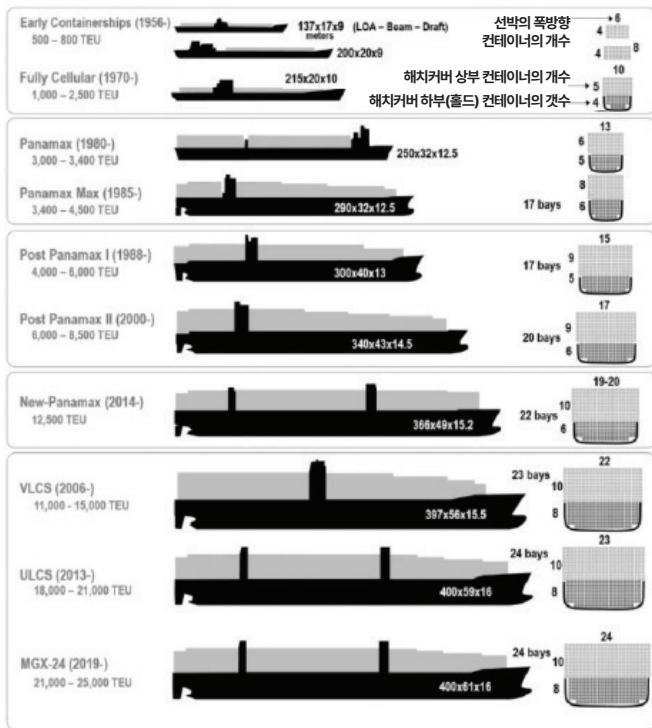 Early Containerships (1956-)
500 – 800 TEU
137x17x9 (LOA – Beam – Draft)
meters
200x20x9
선박의 폭방향
컨테이너의 개수
6
4
4
8
Fully Cellular (1970-)
1,000 – 2,500 TEU
215x20x10
해치커버 상부 컨테이너의 개수
해치커버 하부(홀드) 컨테이너의 갯수
10
5
4
Panamax (1980-)
3,000 – 3,400 TEU
250x32x12.5
13
6
5
Panamax Max (1985-)
3,400 – 4,500 TEU
290x32x12.5
17 bays
8
6
Post Panamax I (1988-)
4,000 – 6,000 TEU
300x40x13
17 bays
15
9
5
Post Panamax II (2000-)
6,000 – 8,500 TEU
340x43x14.5
20 bays
17
9
6
New-Panamax (2014-)
12,500 TEU
366x49x15.2
22 bays
19-20
10
6
VLCS (2006-)
11,000 - 15,000 TEU
397x56x15.5
23 bays
22
10
8
ULCS (2013-)
18,000 – 21,000 TEU
400x59x16
24 bays
23
10
8
MGX-24 (2019-)
21,000 – 25,000 TEU
400x61x16
24 bays
24
10
8